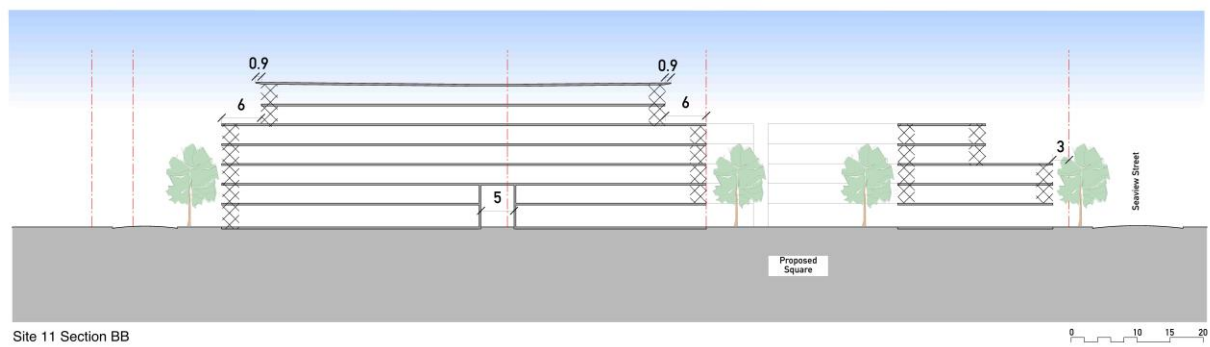 0.9
0.9
6
6
3
5
Seaview Street
Proposed
Square
Site 11 Section BB
0 10 15 20